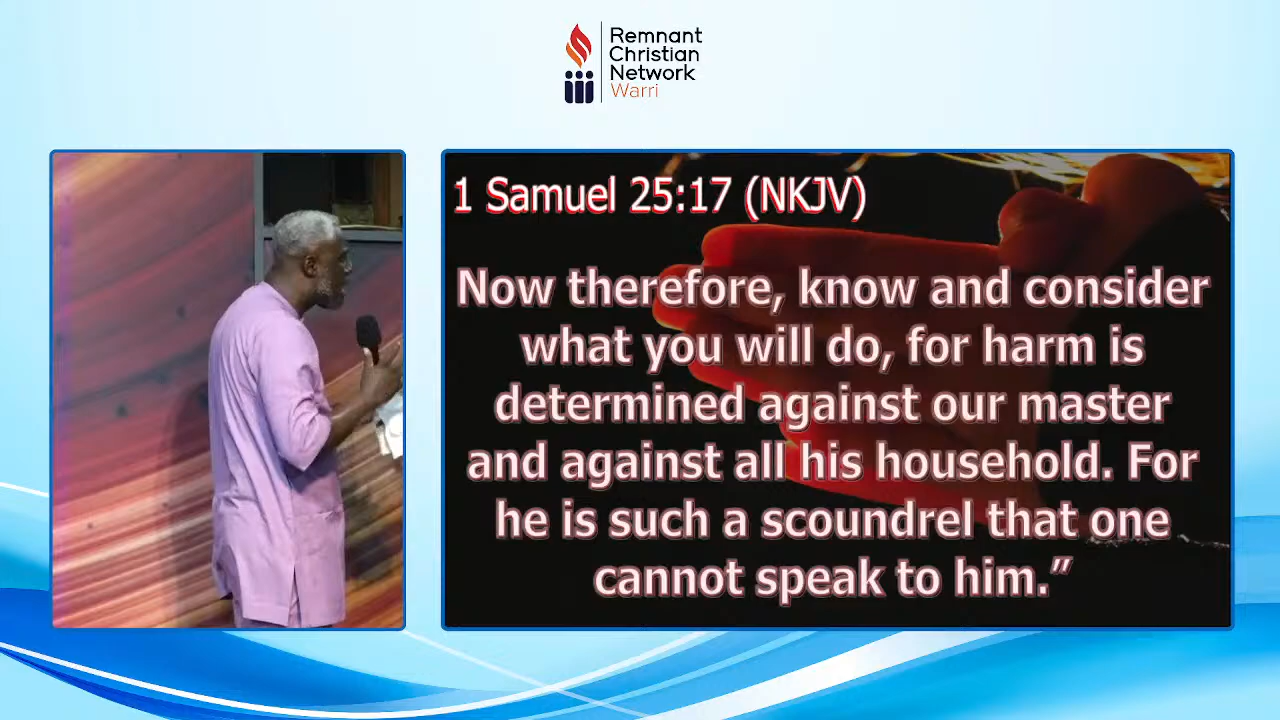 Remnant
Christian
Network
Warri
1 Samuel 25:17 (NKJV)
Now therefore, know and consider
what you will do, for harm is
determined against our master
and against all his household. For
he is such a scoundrel that one
cannot speak to him.”